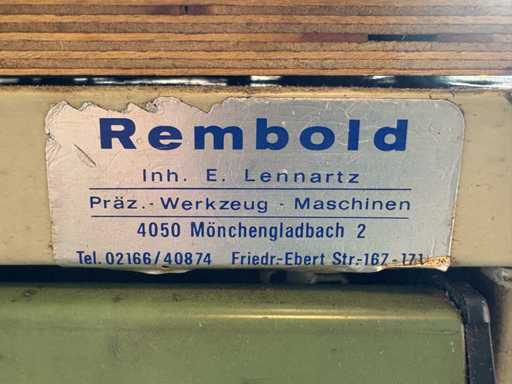 Rembold
Inh. E. Lennartz
Präz.- Werkzeug - Maschinen
4050 Mönchengladbach 2
Tel. 02166/40874 Friedr.-Ebert Str.-167-171